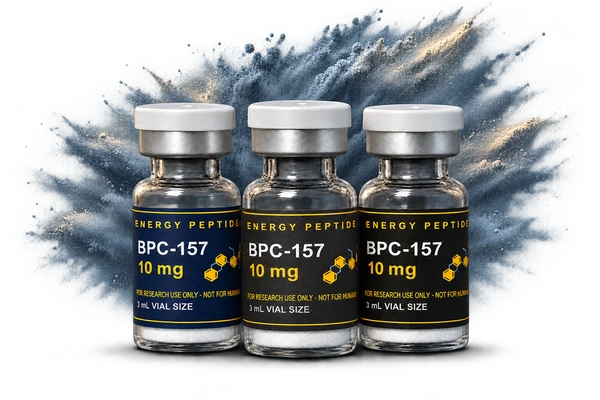 ENERGY PEPTIDE
BPC-157
10 mg
FOR RESEARCH USE ONLY - NOT FOR HUMAN
3 mL VIAL SIZE
ENERGY PEPTIDE
BPC-157
10 mg
FOR RESEARCH USE ONLY - NOT FOR HUMAN
3 mL VIAL SIZE
ENERGY PEPTIDE
BPC-157
10 mg
FOR RESEARCH USE ONLY - NOT FOR HUMAN
3 mL VIAL SIZE